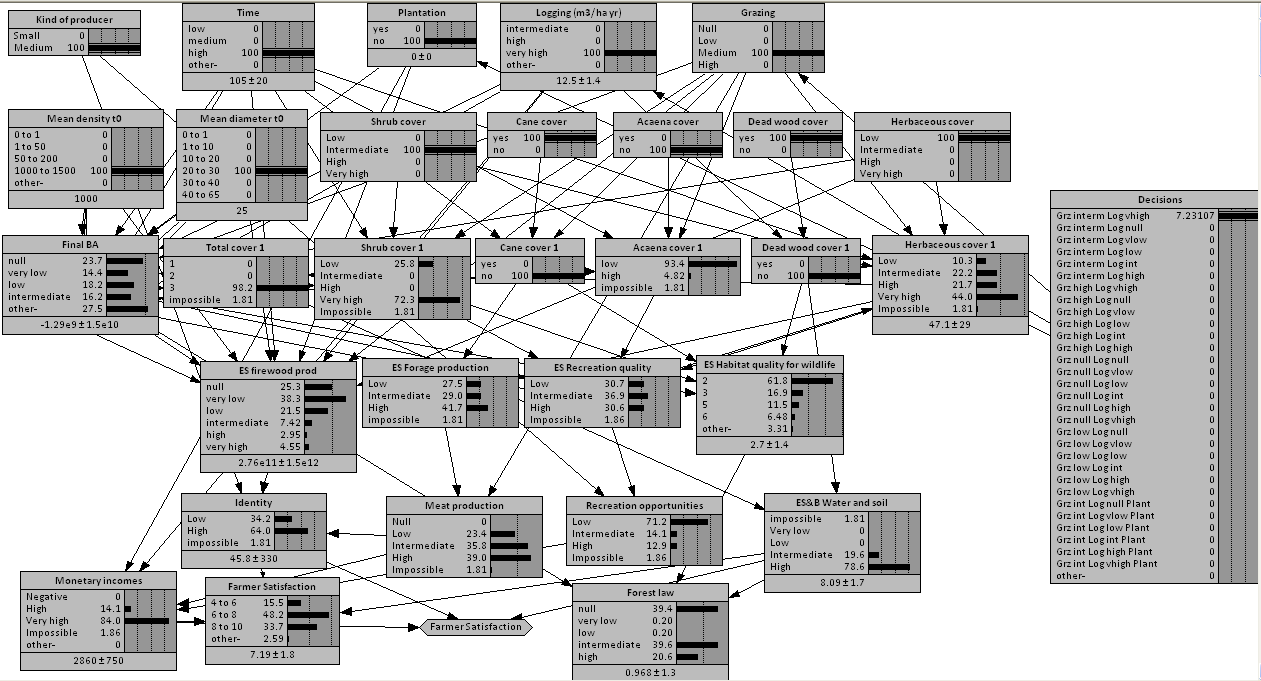 Kind of producer
Small 0
Medium 100
Time
low 0
medium 0
high 100
other- 0
105 ± 20
Plantation
yes 0
no 100
0 ± 0
Logging (m3/ha yr)
intermediate 0
high 0
very high 100
other- 0
12.5 ± 1.4
Grazing
Null 0
Low 0
Medium 100
High 0
Mean density t0
0 to 1 0
1 to 50 0
50 to 200 0
1000 to 1500 100
other- 0
1000
Mean diameter t0
0 to 1 0
1 to 10 0
10 to 20 0
20 to 30 100
30 to 40 0
40 to 65 0
25
Shrub cover
Low 0
Intermediate 100
High 0
Very high 0
Cane cover
yes 100
no 0
Acaena cover
yes 0
no 100
Dead wood cover
yes 100
no 0
Herbaceous cover
Low 100
Intermediate 0
High 0
Very high 0
Final BA
null 23.7
very low 14.4
low 18.2
intermediate 16.2
other- 27.5
-1.29e9 ± 1.5e10
Total cover 1
1 0
2 0
3 98.2
impossible 1.81
Shrub cover 1
Low 25.8
Intermediate 0
High 0
Very high 72.3
Impossible 1.81
Cane cover 1
yes 0
no 100
Acaena cover 1
low 93.4
high 4.82
impossible 1.81
Dead wood cover 1
yes 0
no 100
Herbaceous cover 1
Low 10.3
Intermediate 22.2
High 21.7
Very high 44.0
Impossible 1.81
47.1 ± 29
Decisions
Grz interm Log vhigh 7.23107
Grz interm Log null 0
Grz interm Log vlow 0
Grz interm Log int 0
Grz interm Log high 0
Grz high Log vhigh 0
Grz high Log null 0
Grz high Log vlow 0
Grz high Log low 0
Grz high Log int 0
Grz high Log high 0
Grz null Log null 0
Grz null Log vlow 0
Grz null Log low 0
Grz null Log int 0
Grz null Log high 0
Grz null Log vhigh 0
Grz low Log null 0
Grz low Log vlow 0
Grz low Log low 0
Grz low Log int 0
Grz low Log high 0
Grz low Log vhigh 0
Grz int Log null Plant 0
Grz int Log vlow Plant 0
Grz int Log low Plant 0
Grz int Log int Plant 0
Grz int Log high Plant 0
Grz int Log vhigh Plant 0
other- 0
ES firewood prod
null 25.3
very low 38.3
low 21.5
intermediate 7.42
high 2.95
very high 4.55
2.76e11 ± 1.5e12
ES Forage production
Low 27.5
Intermediate 29.0
High 41.7
Impossible 1.81
ES Recreation quality
Low 30.7
Intermediate 36.9
High 30.6
Impossible 1.86
ES Habitat quality for wildlife
2 61.8
3 16.9
5 11.5
6 6.48
other- 3.31
2.7 ± 1.4
Identity
Low 34.2
High 64.0
impossible 1.81
45.8 ± 330
Meat production
Null 0
Low 23.4
Intermediate 35.8
High 39.0
Impossible 1.81
Recreation opportunities
Low 71.2
Intermediate 14.1
High 12.9
Impossible 1.86
ES&B Water and soil
impossible 1.81
Very low 0
Low 0
Intermediate 19.6
High 78.6
8.09 ± 1.7
Monetary incomes
Negative 0
High 14.1
Very high 84.0
Impossible 1.86
other- 0
2860 ± 750
Farmer Satisfaction
4 to 6 15.5
6 to 8 48.2
8 to 10 33.7
other- 2.59
7.19 ± 1.8
Farmer Satisfaction
Forest law
null 39.4
very low 0.20
low 0.20
intermediate 39.6
high 20.6
0.968 ± 1.3